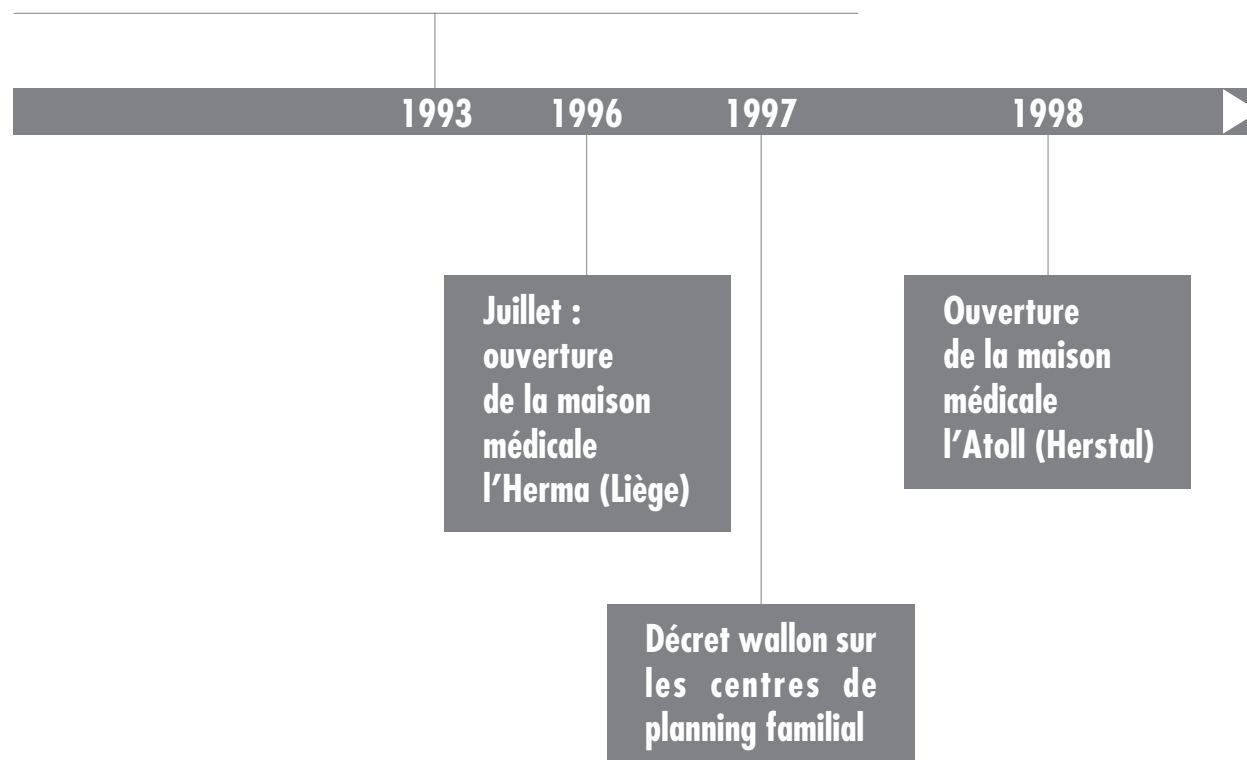 1993 1996 1997 1998
Juillet :
ouverture
de la maison
médicale
l'Herma (Liège)
Ouverture
de la maison
médicale
l'Atoll (Herstal)
Décret wallon sur
les centres de
planning familial